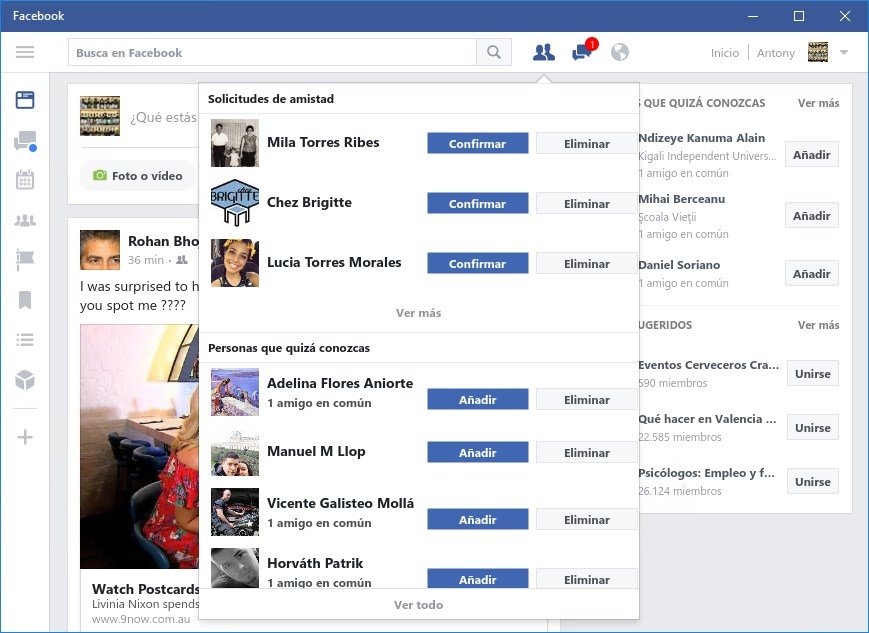 Facebook
Busca en Facebook
1
Inicio
Antony
¿Qué estás
Foto o vídeo
Rohan Bho
36 min
I was surprised to h
you spot me ????
Watch Postcards
Livinia Nixon spends
www.9now.com.au
Solicitudes de amistad
Mila Torres Ribes
Confirmar
Eliminar
BRIGITTE
Chez Brigitte
Confirmar
Eliminar
Lucia Torres Morales
Confirmar
Eliminar
Ver más
Personas que quizá conozcas
Adelina Flores Aniorte
1 amigo en común
Añadir
Eliminar
Manuel M Llop
Añadir
Eliminar
Vicente Galisteo Mollá
1 amigo en común
Añadir
Eliminar
Horváth Patrik
1 amigo en común
Añadir
Eliminar
Ver todo
S QUE QUIZÁ CONOZCAS
Ver más
Ndizeye Kanuma Alain
Kigali Independent Univers...
1 amigo en común
Añadir
Mihai Berceanu
Școala Vieții
1 amigo en común
Añadir
Daniel Soriano
1 amigo en común
Añadir
UGERIDOS
Ver más
Eventos Cerveceros Cra...
590 miembros
Unirse
Qué hacer en Valencia ...
22.585 miembros
Unirse
Psicólogos: Empleo y f...
26.124 miembros
Unirse